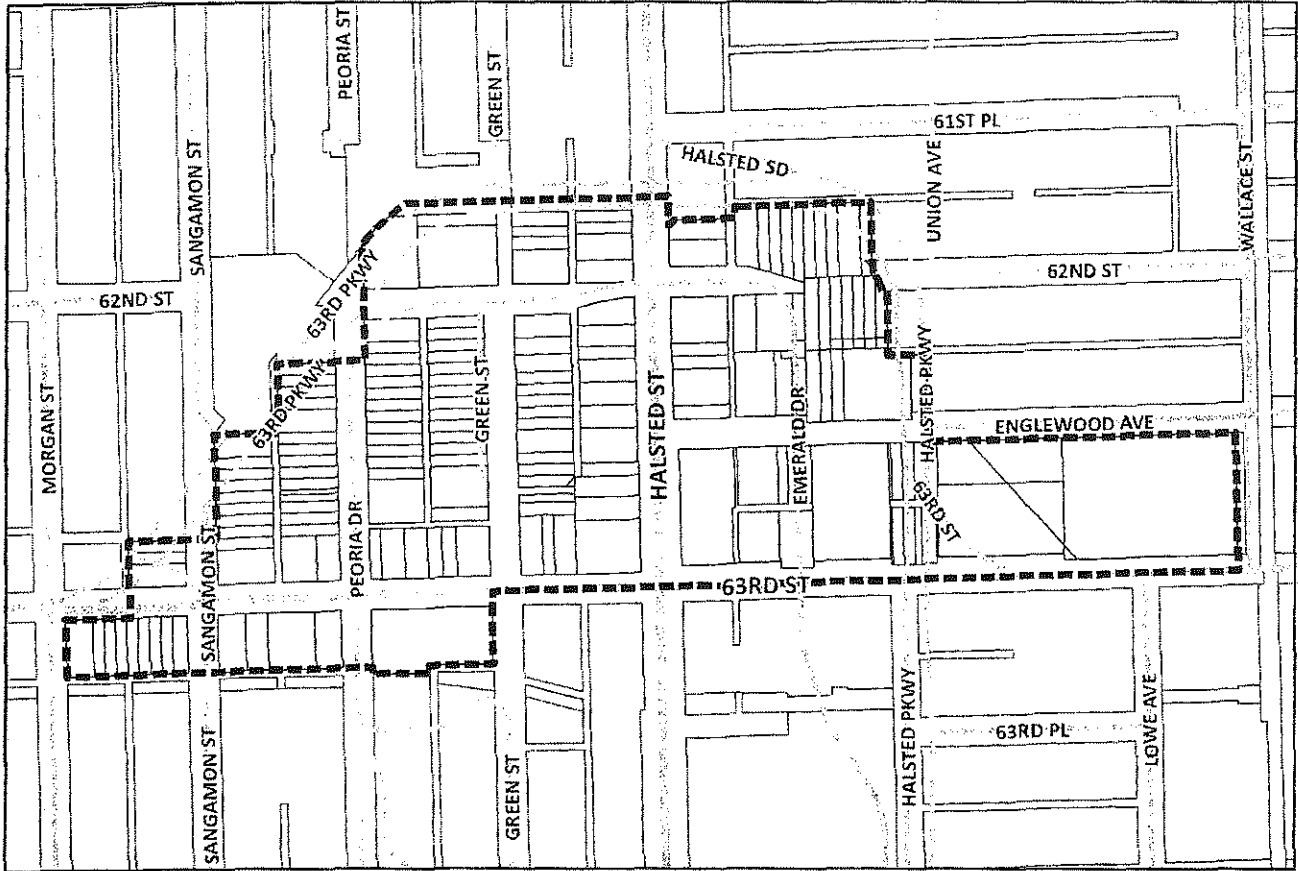 PEORIA ST
GREEN ST
61ST PL
UNION AVE
HALSTED SD
SANGAMON ST
WALLACE ST
63RD PKWY
62ND ST
62ND ST
63RD PKWY
GREEN ST
HALSTED ST
HALSTED PKWY
EMERALD DR
MORGAN ST
ENGLEWOOD AVE
63RD ST
PEORIA DR
SANGAMON ST
63RD ST
HALSTED PKWY
LOWE AVE
63RD PL
SANGAMON ST
GREEN ST